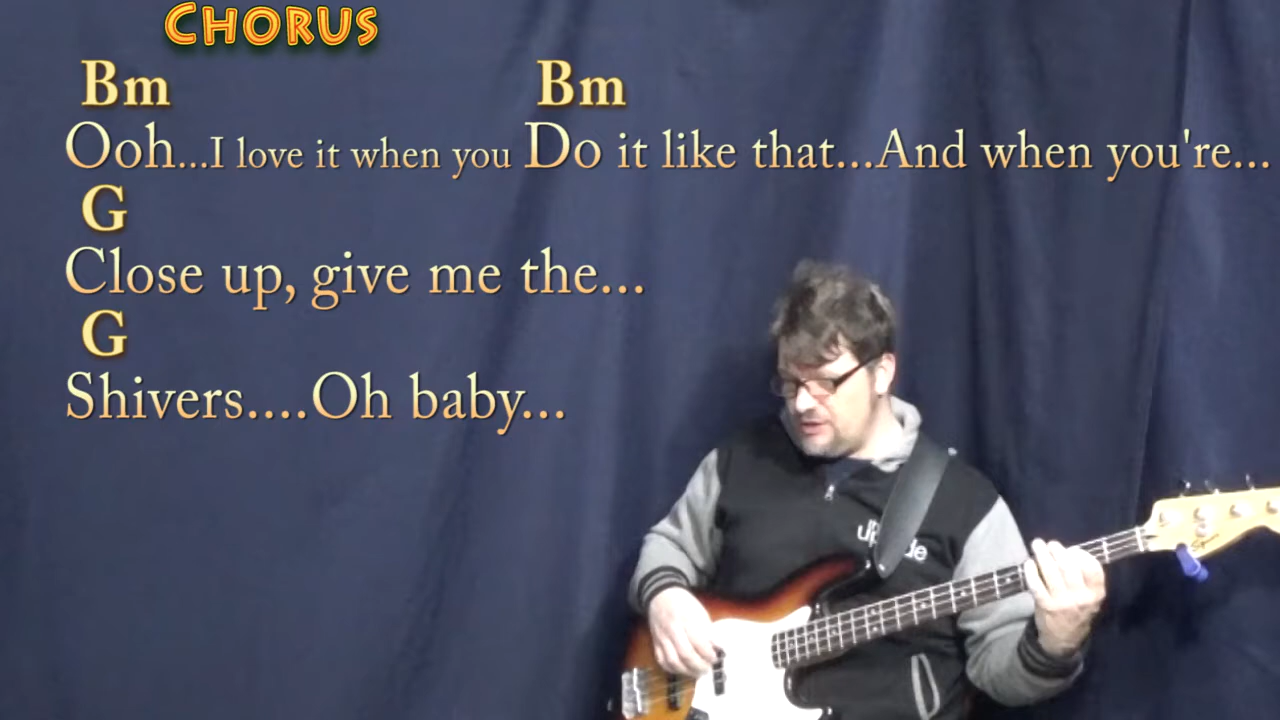 CHORUS
Bm Bm
Ooh...I love it when you Do it like that...And when you're...
G
Close up, give me the...
G
Shivers....Oh baby...